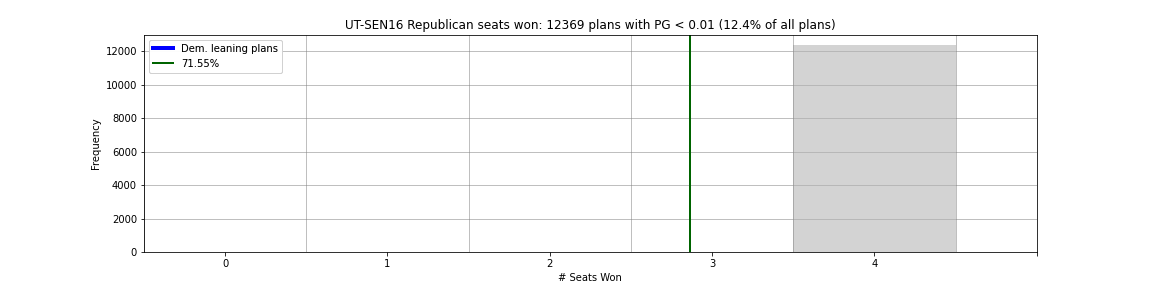 UT-SEN16 Republican seats won: 12369 plans with PG < 0.01 (12.4% of all plans)
Dem. leaning plans
71.55%
12000
10000
8000
6000
4000
2000
0
Frequency
0 1 2 3 4
# Seats Won